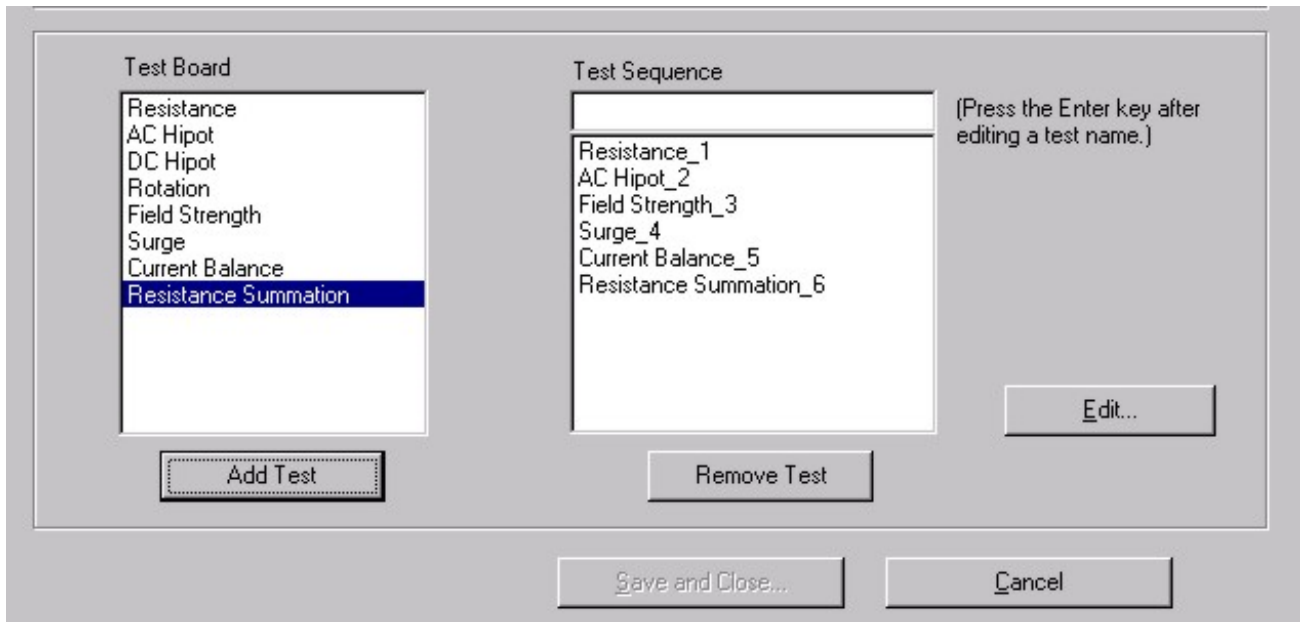 Test Board
Resistance
AC Hipot
DC Hipot
Rotation
Field Strength
Surge
Current Balance
Resistance Summation
Add Test
Test Sequence
Resistance_1
AC Hipot_2
Field Strength_3
Surge_4
Current Balance_5
Resistance Summation_6
Remove Test
(Press the Enter key after
editing a test name.)
Edit...
Save and Close...
Cancel